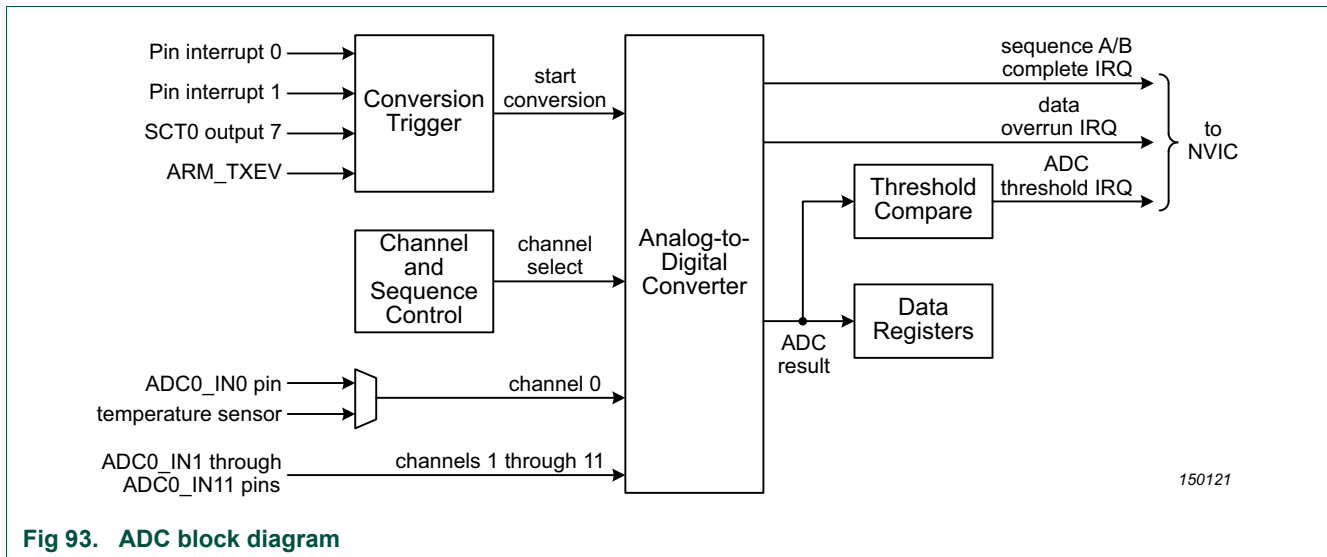 Pin interrupt 0
Pin interrupt 1
SCT0 output 7
ARM_TXEV
Conversion
Trigger
start
conversion
Channel
and
Sequence
Control
channel
select
ADC0_IN0 pin
temperature sensor
channel 0
ADC0_IN1 through
ADC0_IN11 pins
channels 1 through 11
Analog-to-
Digital
Converter
sequence A/B
complete IRQ
data
overrun IRQ
ADC
threshold IRQ
to
NVIC
Threshold
Compare
Data
Registers
ADC
result
150121
Fig 93. ADC block diagram